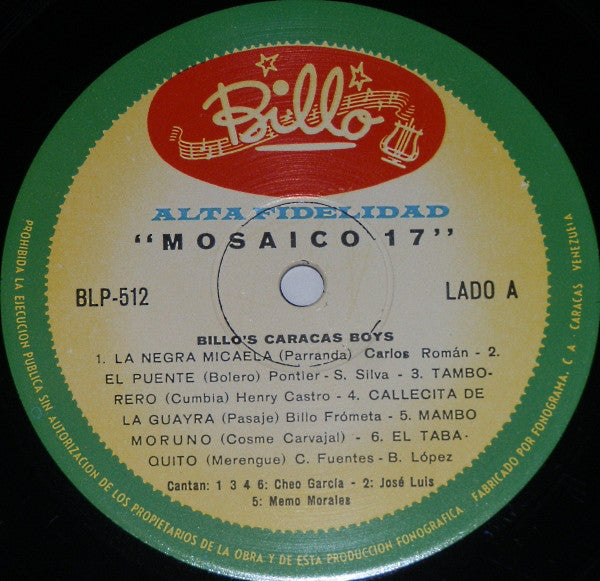 Billo
ALTA FIDELIDAD
"MOSAICO 17"
BLP-512
LADO A
BILLO'S CARACAS BOYS
1. LA NEGRA MICAELA (Parranda) Carlos Román - 2.
EL PUENTE (Bolero) Pontier - S. Silva - 3. TAMBO-
RERO (Cumbia) Henry Castro - 4. CALLECITA DE
LA GUAYRA (Pasaje) Billo Frómeta - 5. MAMBO
MORUNO (Cosme Carvajal) - 6. EL TABA-
QUITO (Merengue) C. Fuentes - B. López
Cantan: 1 3 4 6: Cheo García - 2: José Luis
5: Memo Morales
PROHIBIDA LA EJECUCION PUBLICA SIN AUTORIZACION DE LOS PROPIETARIOS DE LA OBRA Y DE ESTA PRODUCCION FONOGRAFICA
FABRICADO POR FONOGRAMA. C A - CARACAS VENEZUELA